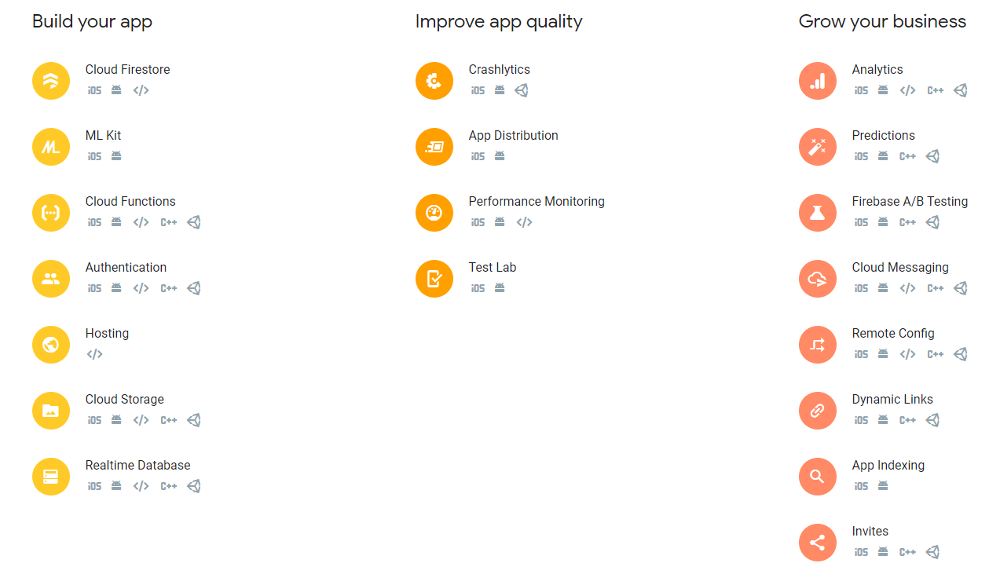 Build your app
Cloud Firestore
iOS </>
ML Kit
iOS
Cloud Functions
iOS </> C++
Authentication
iOS </> C++
Hosting
</>
Cloud Storage
iOS </> C++
Realtime Database
iOS </> C++
Improve app quality
Crashlytics
iOS
App Distribution
iOS
Performance Monitoring
iOS </>
Test Lab
iOS
Grow your business
Analytics
iOS </> C++
Predictions
iOS C++
Firebase A/B Testing
iOS C++
Cloud Messaging
iOS </> C++
Remote Config
iOS </> C++
Dynamic Links
iOS C++
App Indexing
iOS
Invites
iOS C++